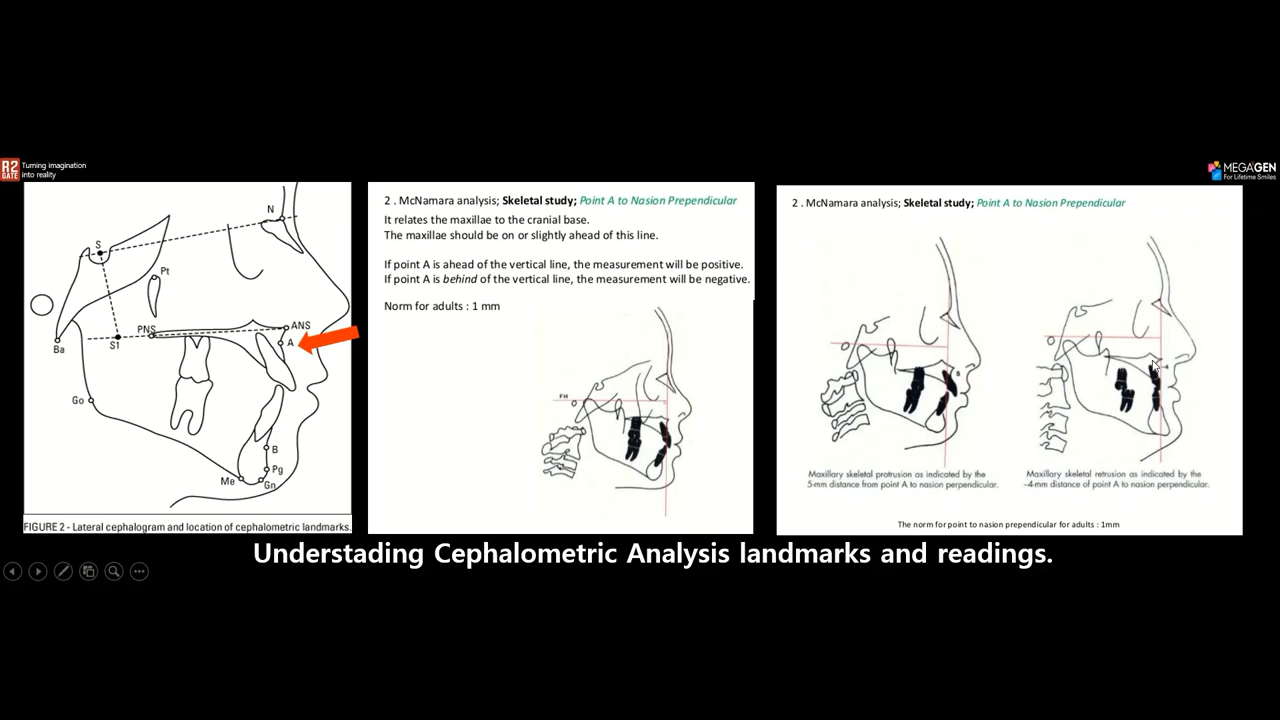 R2
GATE
Turning imagination
into reality
MEGA'GEN
For Lifetime Smiles
N
S
Pt
PNS
ANS
A
S1
Ba
Go
B
Pg
Me
Gn
FIGURE 2 - Lateral cephalogram and location of cephalometric landmarks.
2 . McNamara analysis; Skeletal study; Point A to Nasion Prependicular
It relates the maxillae to the cranial base.
The maxillae should be on or slightly ahead of this line.
If point A is ahead of the vertical line, the measurement will be positive.
If point A is behind of the vertical line, the measurement will be negative.
Norm for adults : 1 mm
FH
2 . McNamara analysis; Skeletal study; Point A to Nasion Prependicular
5
-4
Maxillary skeletal protrusion as indicated by the
5-mm distance from point A to nasion perpendicular.
Maxillary skeletal retrusion as indicated by the
-4-mm distance of point A to nasion perpendicular.
The norm for point to nasion prependicular for adults : 1mm
Understading Cephalometric Analysis landmarks and readings.